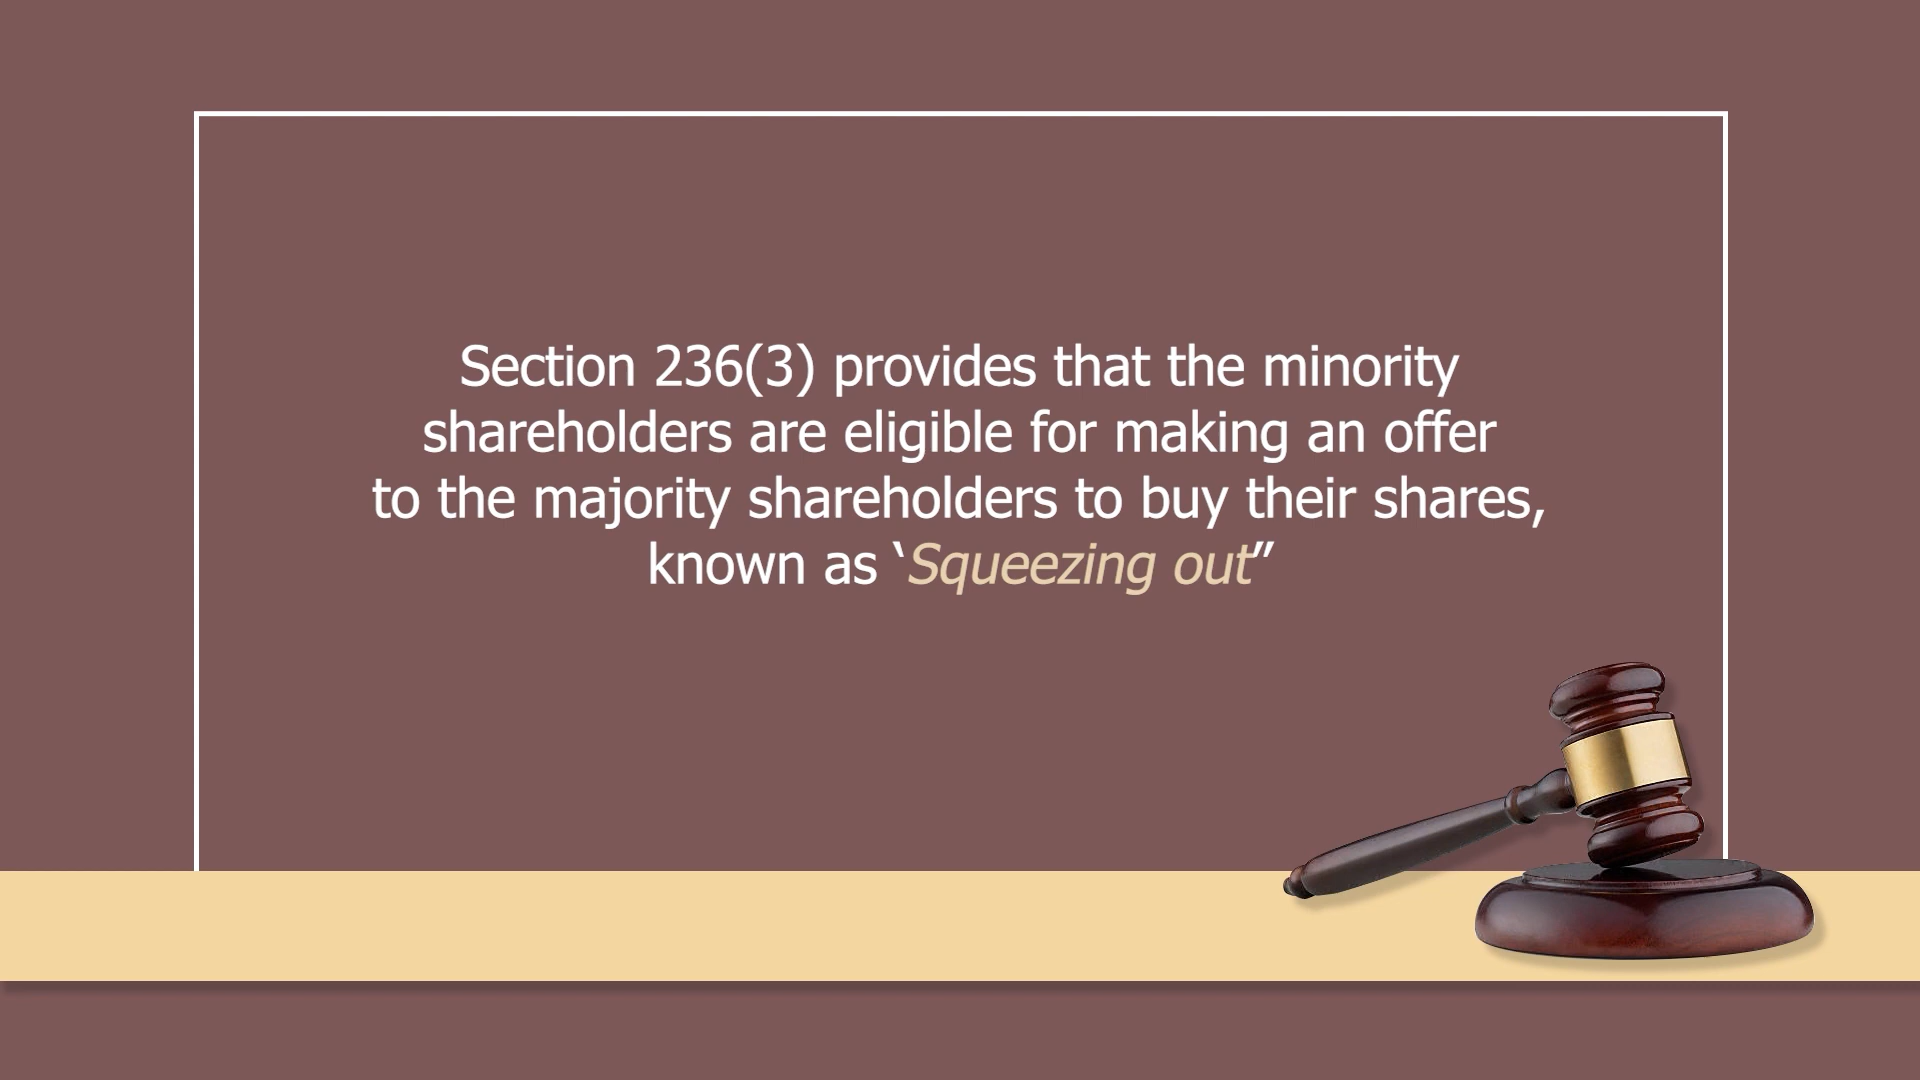 Section 236(3) provides that the minority
shareholders are eligible for making an offer
to the majority shareholders to buy their shares,
known as ‘Squeezing out”